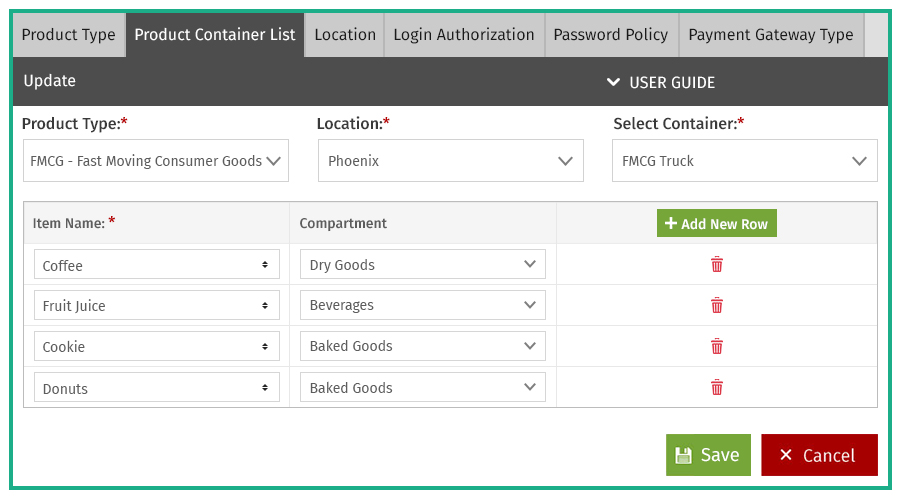 Product Type Product Container List Location Login Authorization Password Policy Payment Gateway Type
Update USER GUIDE
Product Type:* Location:* Select Container:*
FMCG - Fast Moving Consumer Goods Phoenix FMCG Truck
Item Name: * Compartment + Add New Row
Coffee Dry Goods
Fruit Juice Beverages
Cookie Baked Goods
Donuts Baked Goods
Save × Cancel